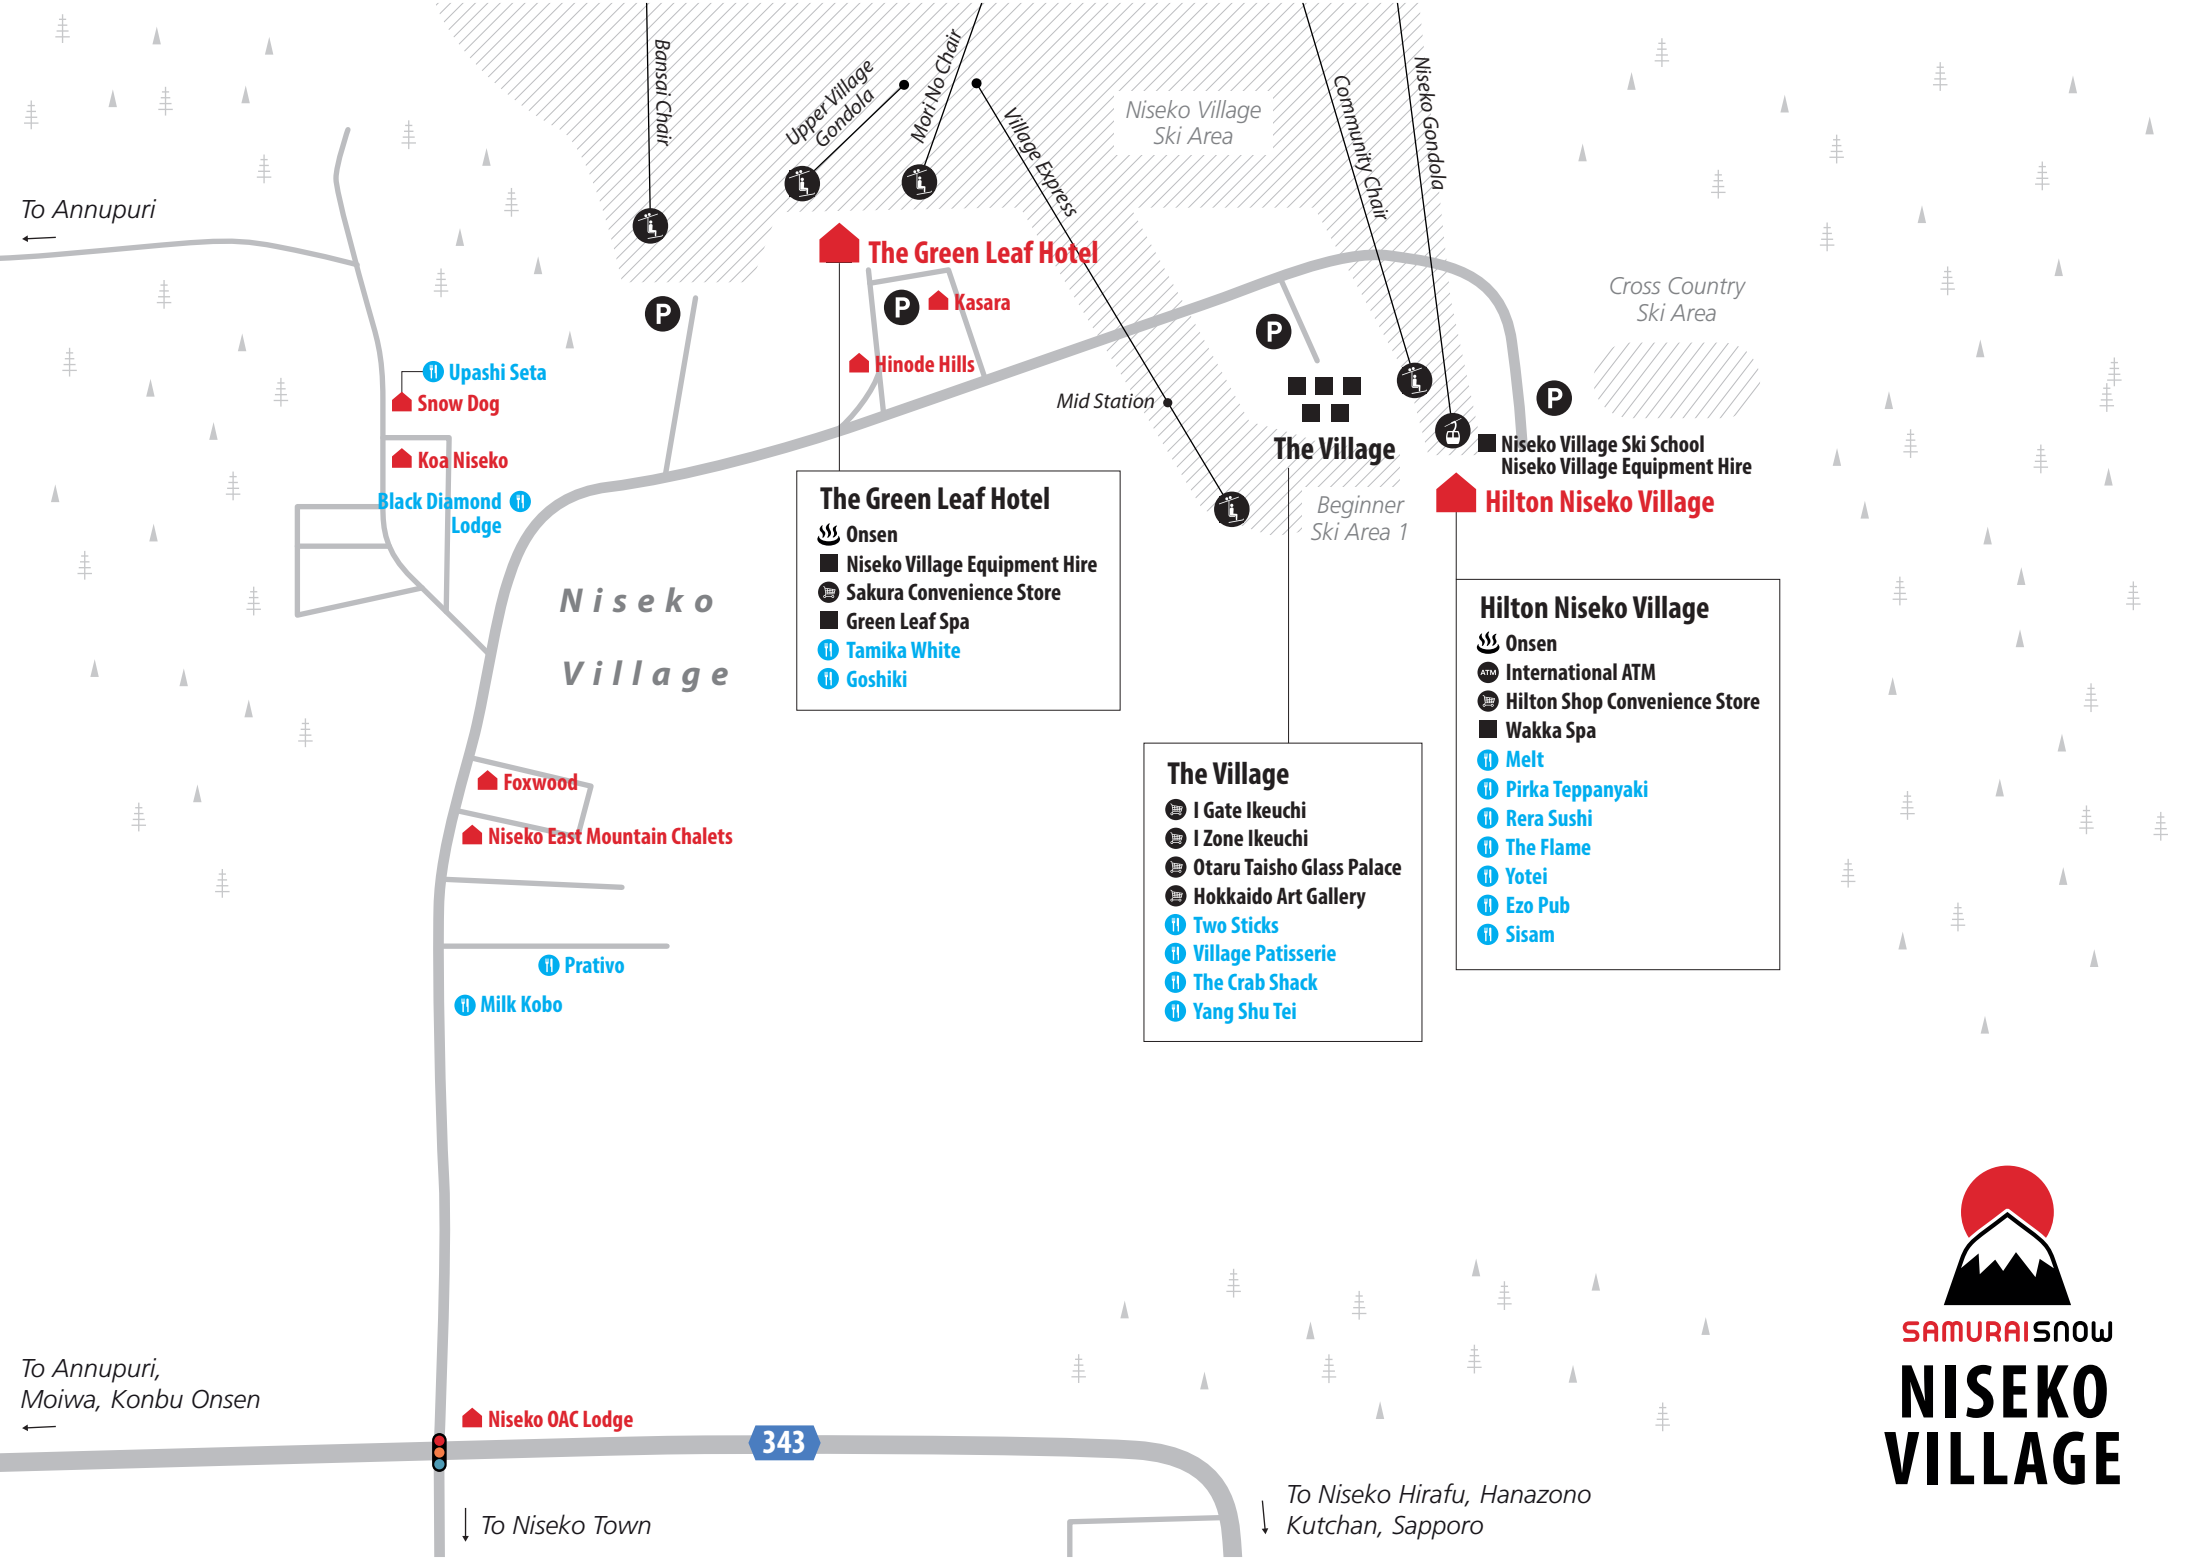 Bansai Chair
Upper Village
Gondola
Mori No Chair
Village Express
Niseko Village
Ski Area
Community Chair
Niseko Gondola
To Annupuri
The Green Leaf Hotel
P
P
Kasara
Hinode Hills
P
Cross Country
Ski Area
Upashi Seta
Snow Dog
Koa Niseko
Black Diamond
Lodge
Mid Station
The Village
P
Niseko Village Ski School
Niseko Village Equipment Hire
Hilton Niseko Village
Beginner
Ski Area 1
Niseko
Village
The Green Leaf Hotel
Onsen
Niseko Village Equipment Hire
Sakura Convenience Store
Green Leaf Spa
Tamika White
Goshiki
Hilton Niseko Village
Onsen
ATM International ATM
Hilton Shop Convenience Store
Wakka Spa
Melt
Pirka Teppanyaki
Rera Sushi
The Flame
Yotei
Ezo Pub
Sisam
The Village
I Gate Ikeuchi
I Zone Ikeuchi
Otaru Taisho Glass Palace
Hokkaido Art Gallery
Two Sticks
Village Patisserie
The Crab Shack
Yang Shu Tei
Foxwood
Niseko East Mountain Chalets
Prativo
Milk Kobo
To Annupuri,
Moiwa, Konbu Onsen
Niseko OAC Lodge
343
To Niseko Town
To Niseko Hirafu, Hanazono
Kutchan, Sapporo
SAMURAISNOW
NISEKO
VILLAGE